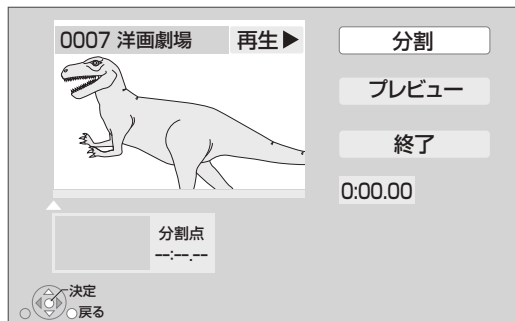 0007 洋画劇場 再生▶
分割
プレビュー
終了
0:00.00
分割点
--:--.--
決定
戻る